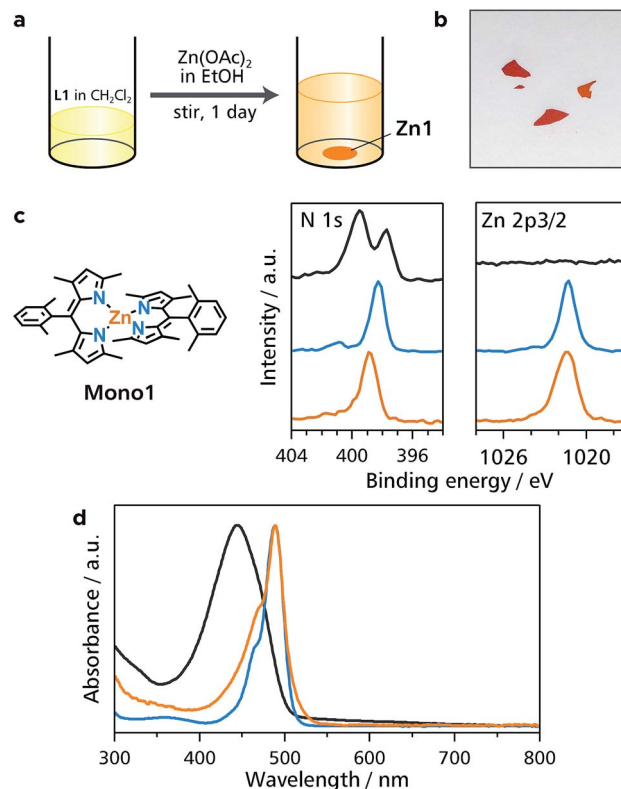 a
L1 in CH2Cl2
Zn(OAc)2
in EtOH
stir, 1 day
Zn1
b
c
N
N
Zn
N
N
Mono1
N 1s
Zn 2p3/2
Intensity / a.u.
404 400 396
1026 1020
Binding energy / eV
d
Absorbance / a.u.
300 400 500 600 700 800
Wavelength / nm